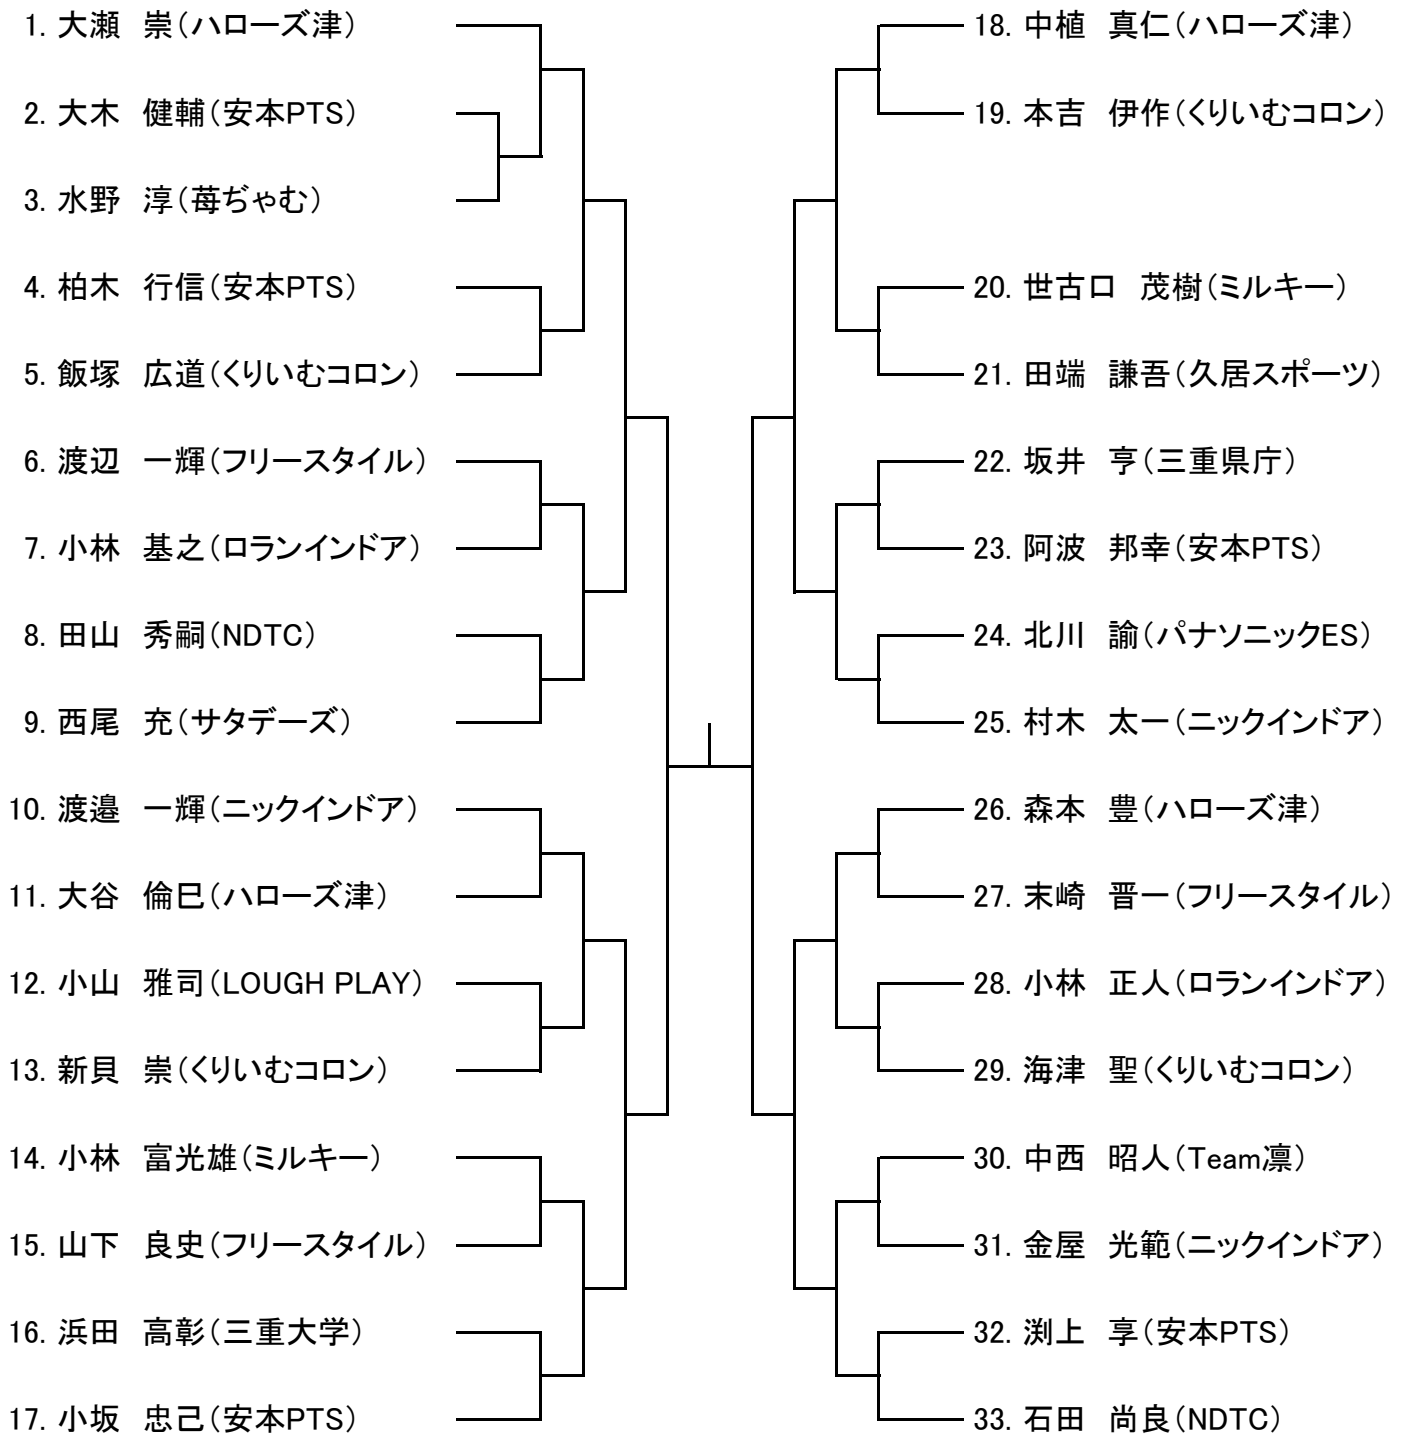 1. 大瀬　崇（ハローズ津）
2. 大木　健輔（安本PTS）
3. 水野　淳（苺ぢゃむ）
4. 柏木　行信（安本PTS）
5. 飯塚　広道（くりいむコロン）
6. 渡辺　一輝（フリースタイル）
7. 小林　基之（ロランインドア）
8. 田山　秀嗣（NDTC）
9. 西尾　充（サタデーズ）
10. 渡邉　一輝（ニックインドア）
11. 大谷　倫巳（ハローズ津）
12. 小山　雅司（LOUGH PLAY）
13. 新貝　崇（くりいむコロン）
14. 小林　富光雄（ミルキー）
15. 山下　良史（フリースタイル）
16. 浜田　高彰（三重大学）
17. 小坂　忠己（安本PTS）
18. 中植　真仁（ハローズ津）
19. 本吉　伊作（くりいむコロン）
20. 世古口　茂樹（ミルキー）
21. 田端　謙吾（久居スポーツ）
22. 坂井　亨（三重県庁）
23. 阿波　邦幸（安本PTS）
24. 北川　諭（パナソニックES）
25. 村木　太一（ニックインドア）
26. 森本　豊（ハローズ津）
27. 末崎　晋一（フリースタイル）
28. 小林　正人（ロランインドア）
29. 海津　聖（くりいむコロン）
30. 中西　昭人（Team凛）
31. 金屋　光範（ニックインドア）
32. 渕上　享（安本PTS）
33. 石田　尚良（NDTC）